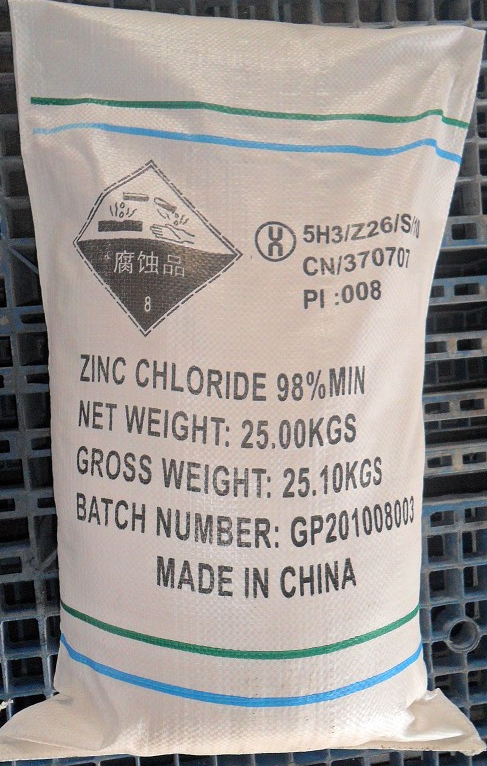 腐蚀品
8
5H3/Z26/S/10
CN/370707
PI :008
ZINC CHLORIDE 98%MIN
NET WEIGHT: 25.00KGS
GROSS WEIGHT: 25.10KGS
BATCH NUMBER: GP201008003
MADE IN CHINA